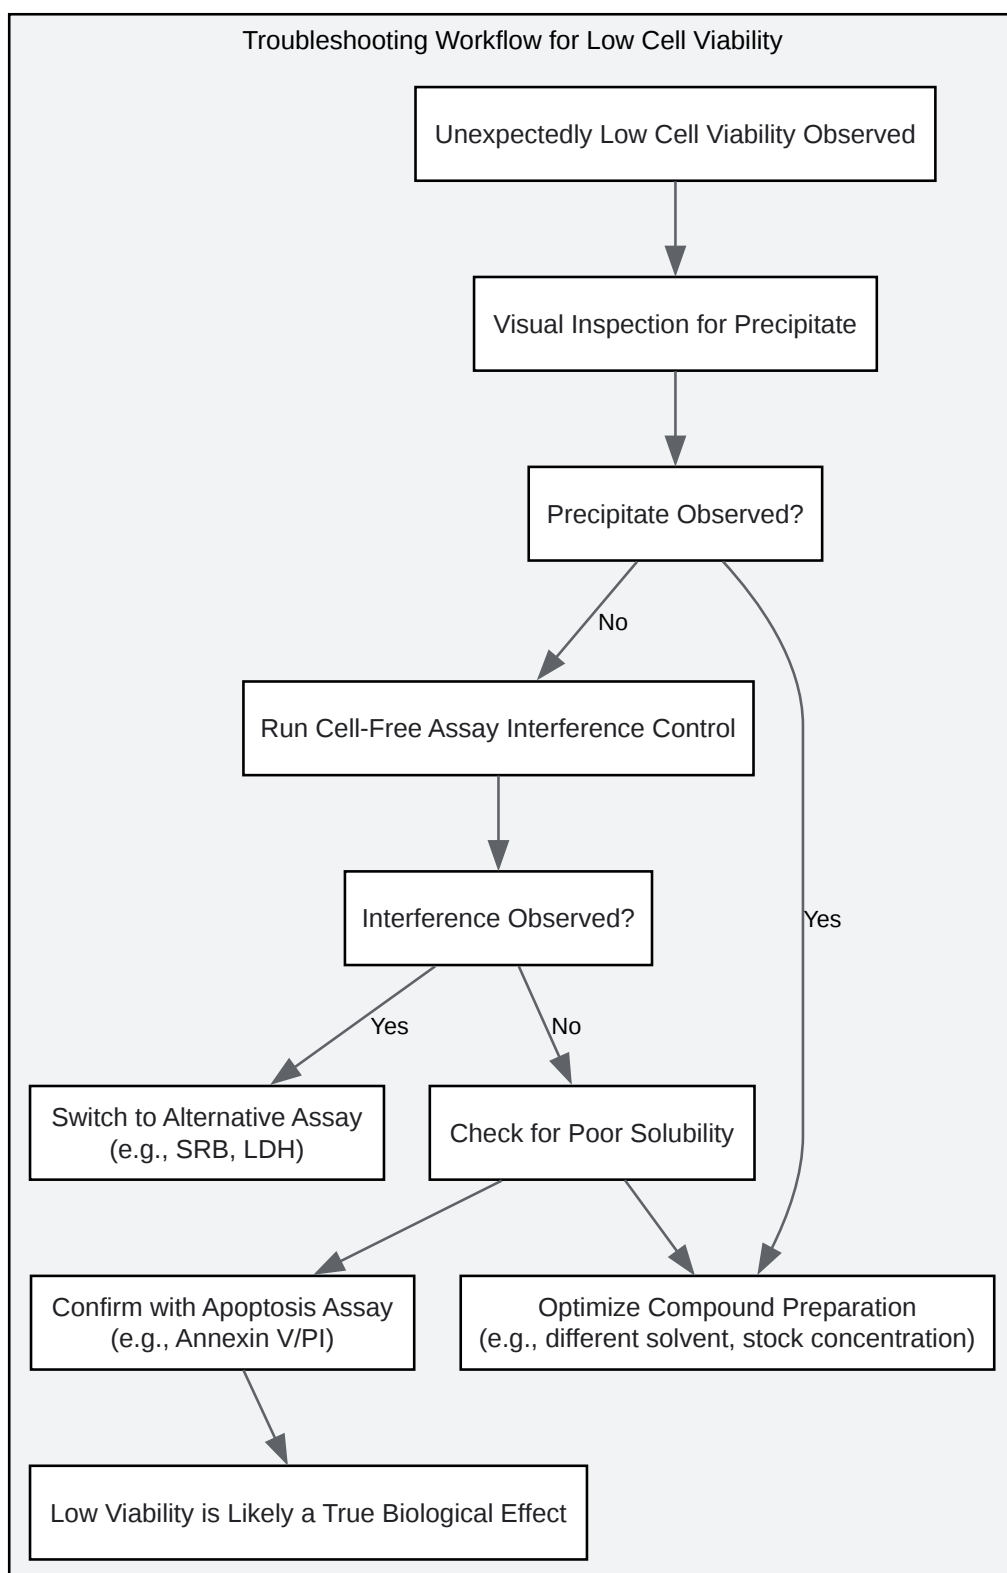 Troubleshooting Workflow for Low Cell Viability
Unexpectedly Low Cell Viability Observed
Visual Inspection for Precipitate
Precipitate Observed?
No
Run Cell-Free Assay Interference Control
Interference Observed?
Yes
Yes
No
Switch to Alternative Assay
(e.g., SRB, LDH)
Check for Poor Solubility
Confirm with Apoptosis Assay
(e.g., Annexin V/PI)
Optimize Compound Preparation
(e.g., different solvent, stock concentration)
Low Viability is Likely a True Biological Effect